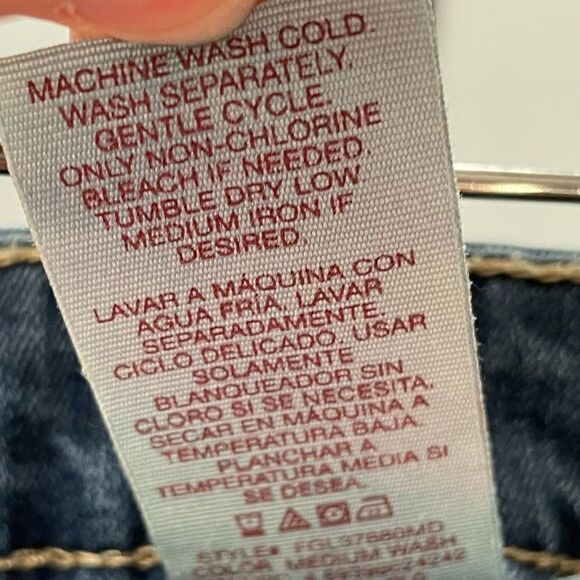 MACHINE WASH COLD.
WASH SEPARATELY.
GENTLE CYCLE.
ONLY NON-CHLORINE
BLEACH IF NEEDED.
TUMBLE DRY LOW
MEDIUM IRON IF
DESIRED.
LAVAR A MÁQUINA CON
AGUA FRÍA. LAVAR
SEPARADAMENTE.
CICLO DELICADO. USAR
SOLAMENTE
BLANQUEADOR SIN
CLORO SI SE NECESITA.
SECAR EN MÁQUINA A
TEMPERATURA BAJA.
PLANCHAR A
TEMPERATURA MEDIA SI
SE DESEA.
STYLE#
COLOR MEDIUM WASH